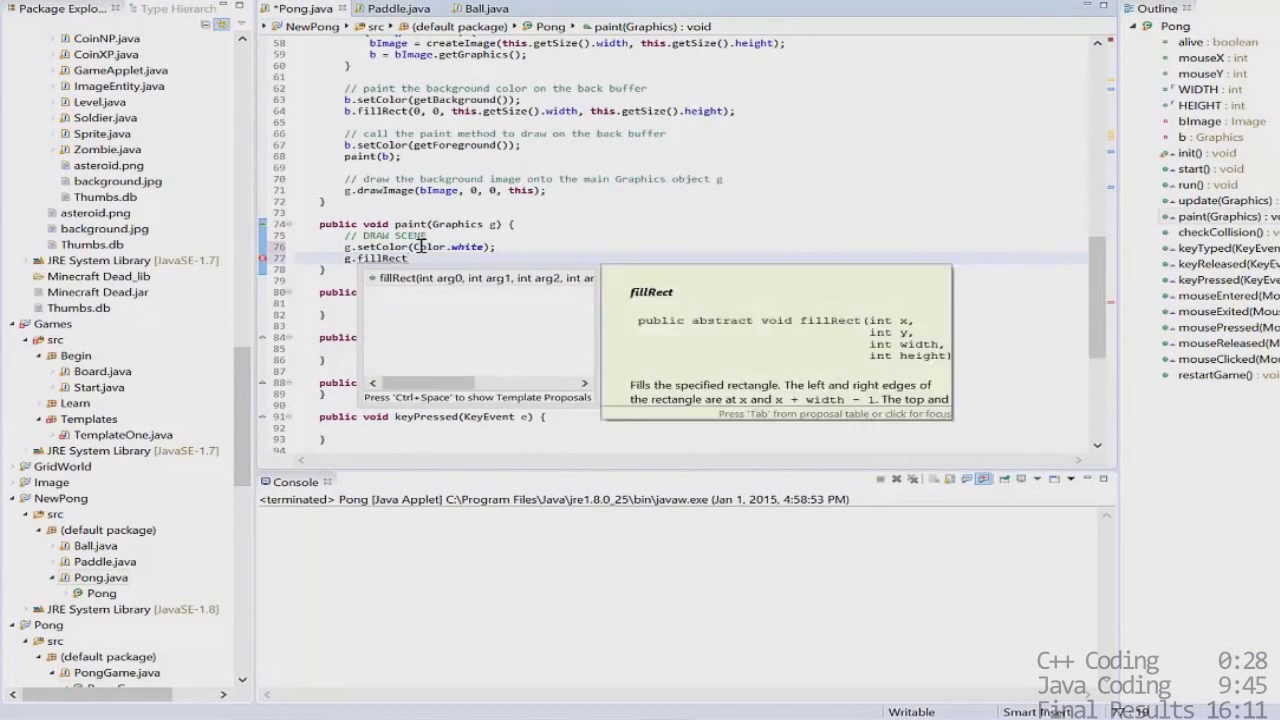 Package Explo...
Type Hierarch
*Pong.java
Paddle.java
Ball.java
Outline
NewPong
src
(default package)
Pong
paint(Graphics) : void
CoinNP.java
CoinXP.java
GameApplet.java
ImageEntity.java
Level.java
Soldier.java
Sprite.java
Zombie.java
asteroid.png
background.jpg
Thumbs.db
asteroid.png
background.jpg
Thumbs.db
JRE System Library [JavaSE-1.7]
Minecraft Dead_lib
Minecraft Dead.jar
Thumbs.db
Games
src
Begin
Board.java
Start.java
Learn
Templates
TemplateOne.java
JRE System Library [JavaSE-1.7]
GridWorld
Image
NewPong
src
(default package)
Ball.java
Paddle.java
Pong.java
Pong
JRE System Library [JavaSE-1.8]
Pong
src
(default package)
PongGame.java
58 bImage = createImage(this.getSize().width, this.getSize().height);
59 b = bImage.getGraphics();
60 }
61
62 // paint the background color on the back buffer
63 b.setColor(getBackground());
64 b.fillRect(0, 0, this.getSize().width, this.getSize().height);
65
66 // call the paint method to draw on the back buffer
67 b.setColor(getForeground());
68 paint(b);
69
70 // draw the background image onto the main Graphics object g
71 g.drawImage(bImage, 0, 0, this);
72 }
73
74 public void paint(Graphics g) {
75 // DRAW SCENE
76 g.setColor(Color.white);
77 g.fillRect
78 }
79
80 public
81
82 }
83
84 public
85
86 }
87
88 public
89 }
90
91 public void keyPressed(KeyEvent e) {
92
93 }
94
fillRect(int arg0, int arg1, int arg2, int ar
Press 'Ctrl+Space' to show Template Proposals
fillRect
public abstract void fillRect(int x,
int y,
int width,
int height)
Fills the specified rectangle. The left and right edges of
the rectangle are at x and x + width - 1. The top and
Press 'Tab' from proposal table or click for focus
Pong
alive : boolean
mouseX : int
mouseY : int
WIDTH : int
HEIGHT : int
bImage : Image
b : Graphics
init() : void
start() : void
run() : void
update(Graphics)
paint(Graphics) :
checkCollision() :
keyTyped(KeyEven
keyReleased(KeyE
keyPressed(KeyEv
mouseEntered(Mo
mouseExited(Mou
mousePressed(Mo
mouseReleased(M
mouseClicked(Mo
restartGame() : voi
Console
<terminated> Pong [Java Applet] C:\Program Files\Java\jre1.8.0_25\bin\javaw.exe (Jan 1, 2015, 4:58:53 PM)
C++ Coding 0:28
Java Coding 9:45
Final Results 16:11
Writable
Smart Insert